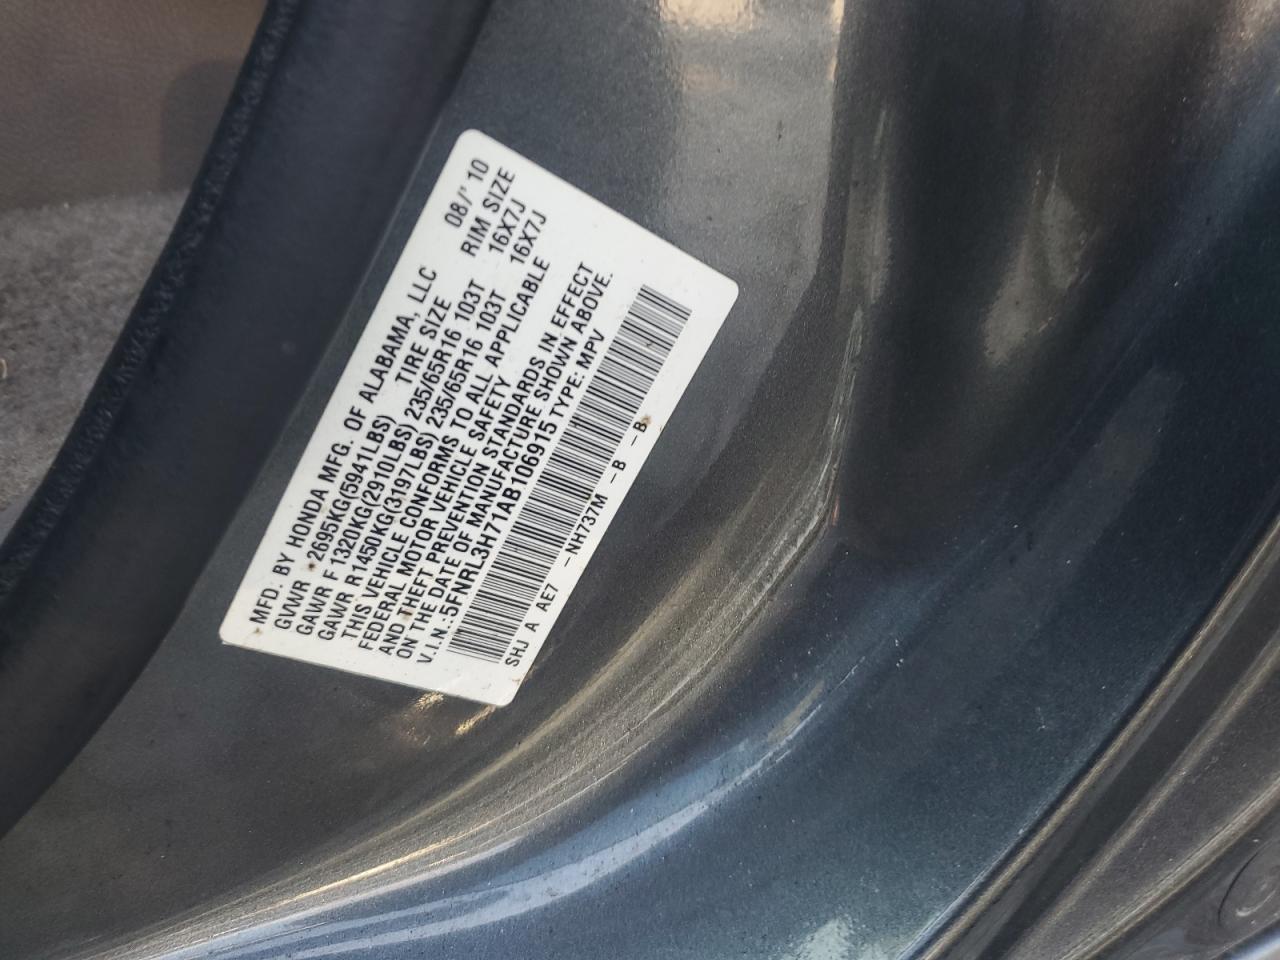 MFD. BY HONDA MFG. OF ALABAMA, LLC 08/'10
GVWR 2695KG(5941LBS) TIRE SIZE RIM SIZE
GAWR F 1320KG(2910LBS) 235/65R16 103T 16X7J
GAWR R 1450KG(3197LBS) 235/65R16 103T 16X7J
THIS VEHICLE CONFORMS TO ALL APPLICABLE
FEDERAL MOTOR VEHICLE SAFETY
AND THEFT PREVENTION STANDARDS IN EFFECT
ON THE DATE OF MANUFACTURE SHOWN ABOVE.
V.I.N.:5FNRL3H71AB106915 TYPE: MPV
SHJ A AE7 -NH737M -B -B